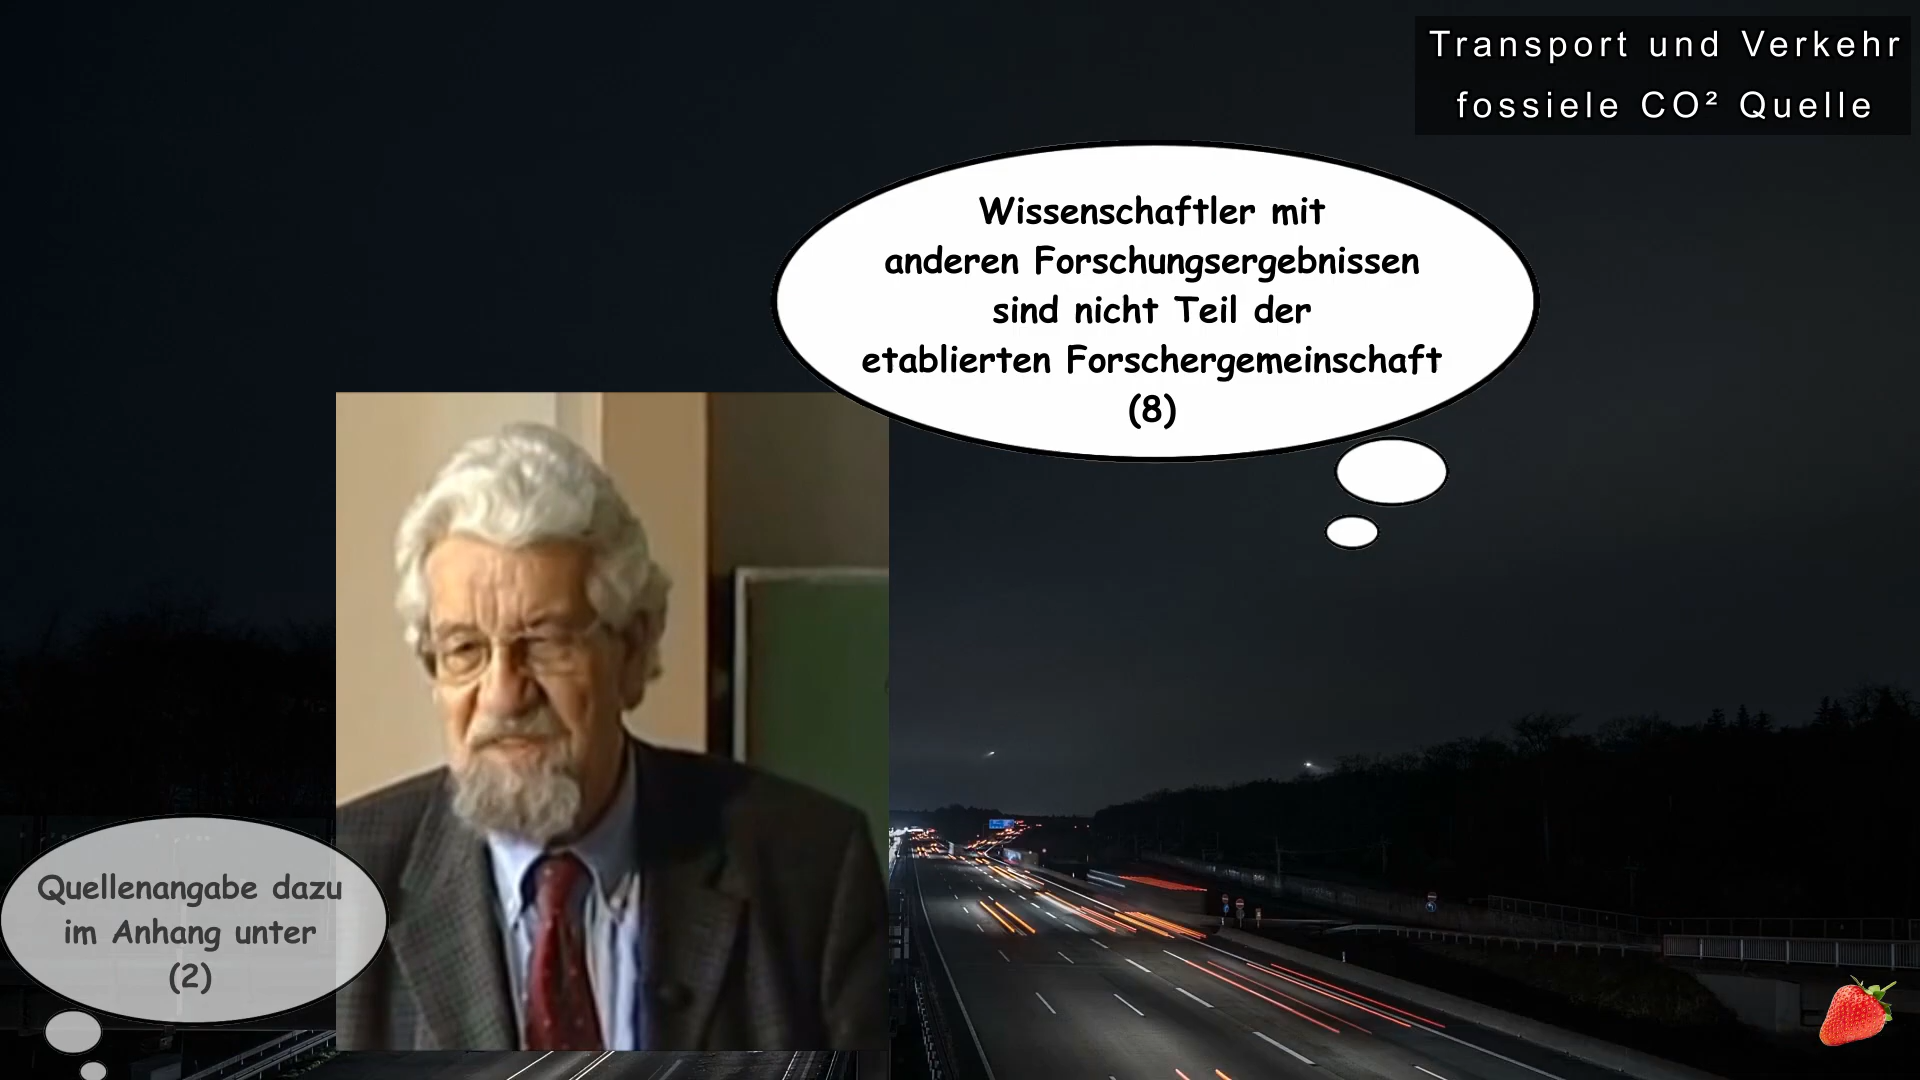 Transport und Verkehr
fossiele CO² Quelle
Wissenschaftler mit
anderen Forschungsergebnissen
sind nicht Teil der
etablierten Forschergemeinschaft
(8)
Quellenangabe dazu
im Anhang unter
(2)